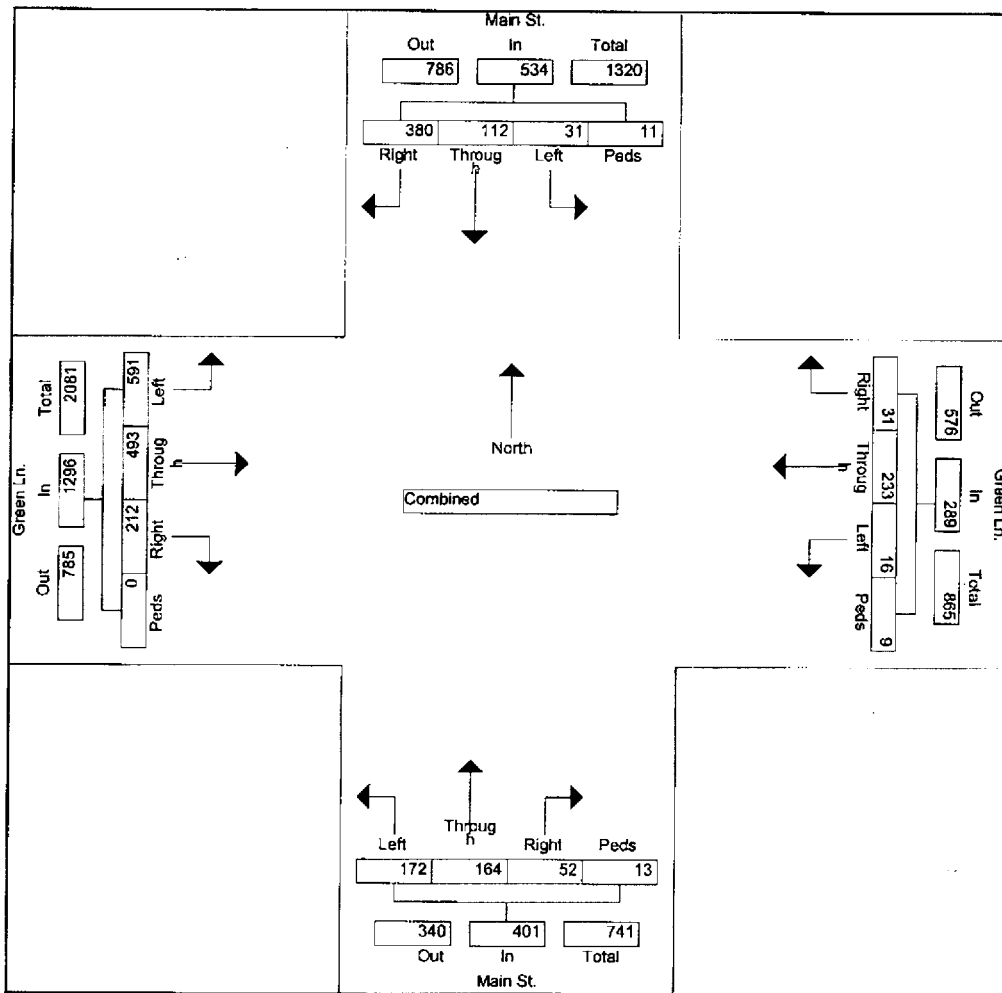 Main St.
Out In Total
786 534 1320
380 112 31 11
Right Throug Left Peds
h
Green Ln.
Total In Out
2081 1296 785
591 493 212 0
Left Throug Right Peds
h
North
Combined
Right Throug Left Peds
h
31 233 16 9
Out In Total
576 289 865
Green Ln.
Throug
Left h Right Peds
172 164 52 13
340 401 741
Out In Total
Main St.